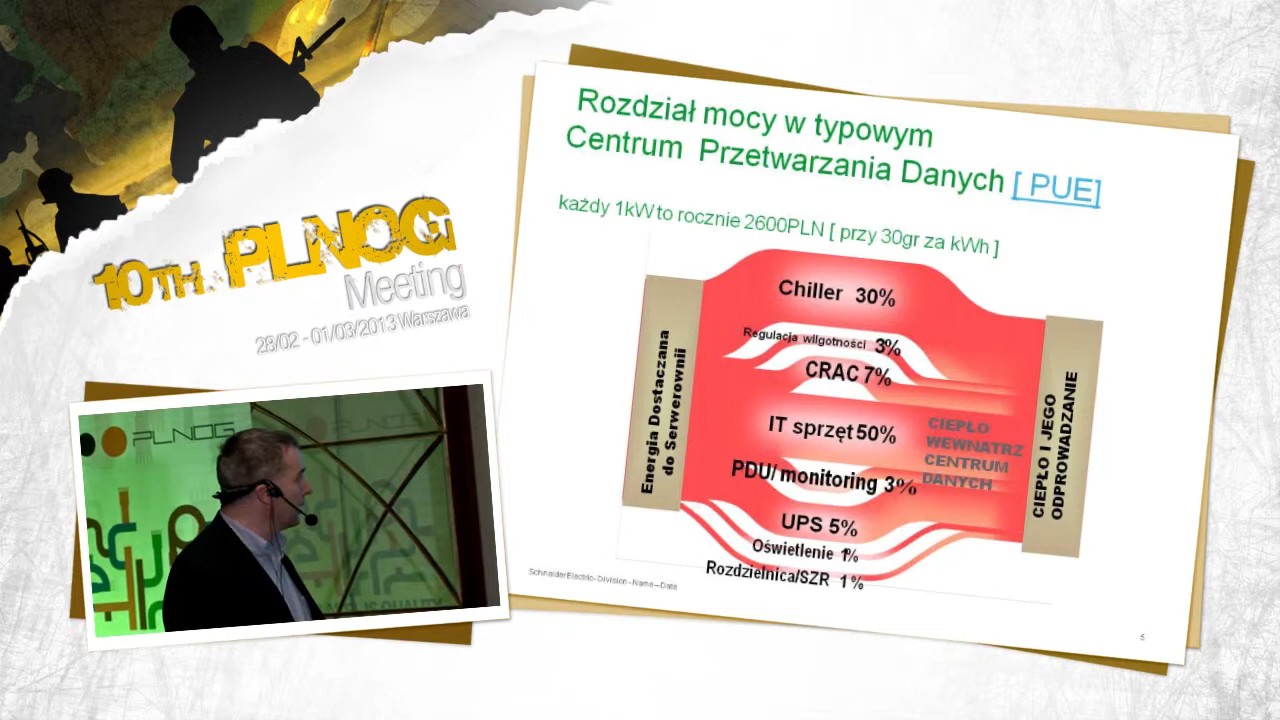 10TH PLNOG
Meeting
28/02 - 01/03/2013 Warszawa
PLNOG
Rozdział mocy w typowym
Centrum Przetwarzania Danych [ PUE]
każdy 1kW to rocznie 2600PLN [ przy 30gr za kWh ]
Energia Dostaczana
do Serwerownii
Chiller 30%
Regulacja wilgotności 3%
CRAC 7%
IT sprzęt 50%
PDU/ monitoring 3%
UPS 5%
Oświetlenie 1%
Rozdzielnica/SZR 1%
CIEPŁO
WEWNATRZ
CENTRUM
DANYCH
CIEPŁO I JEGO
ODPROWADZANIE
Schneider Electric - Division - Name – Date